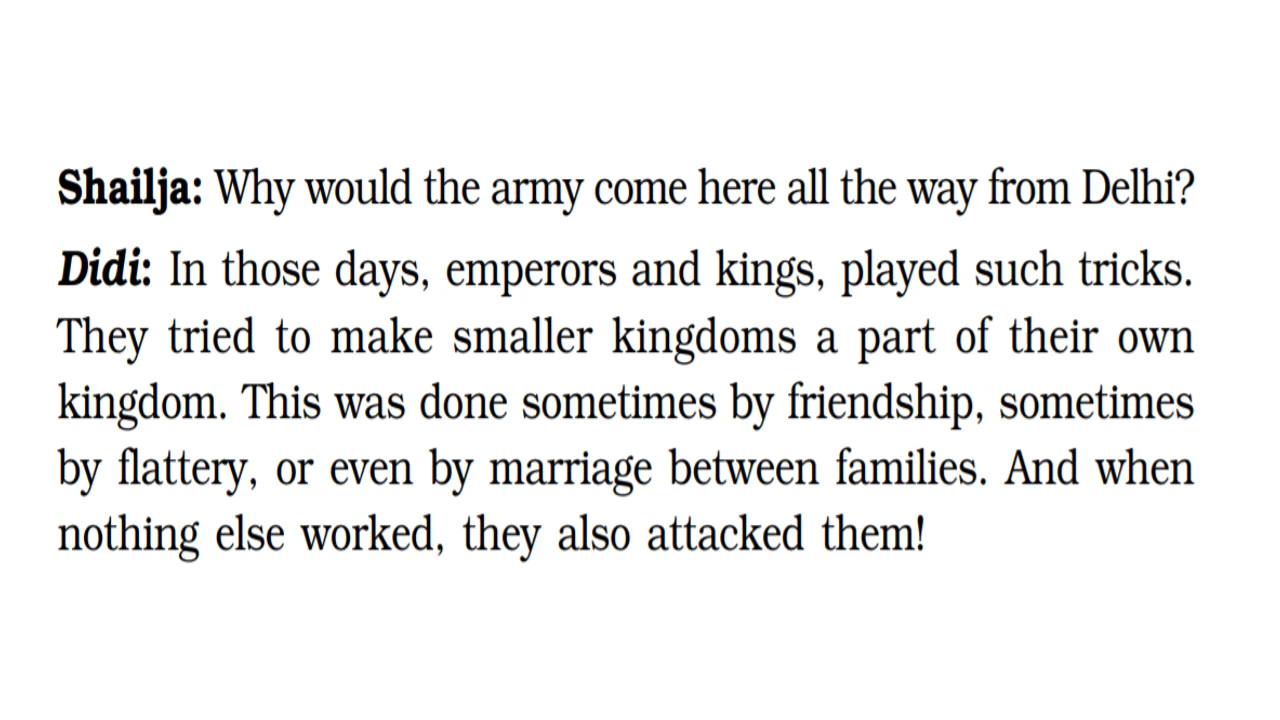 Shailja: Why would the army come here all the way from Delhi?
Didi: In those days, emperors and kings, played such tricks.
They tried to make smaller kingdoms a part of their own
kingdom. This was done sometimes by friendship, sometimes
by flattery, or even by marriage between families. And when
nothing else worked, they also attacked them!